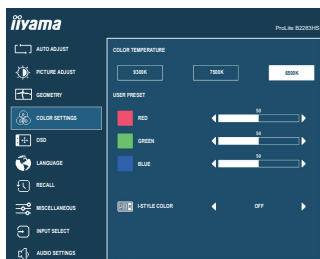 iiyama
ProLite B2283HS
AUTO ADJUST
COLOR TEMPERATURE
PICTURE ADJUST
9300K 7500K 6500K
GEOMETRY
USER PRESET
COLOR SETTINGS
RED 50
OSD
GREEN 50
LANGUAGE
BLUE 50
RECALL
MISCELLANEOUS
I-STYLE COLOR OFF
INPUT SELECT
AUDIO SETTINGS